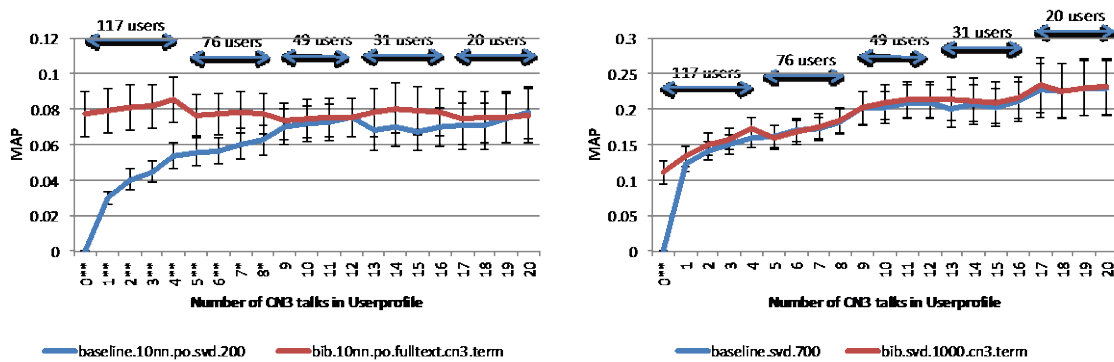 117 users
76 users
49 users
31 users
20 users
0.12
0.1
0.08
0.06
0.04
0.02
0
MAP
0** 1** 2** 3** 4** 5** 6** 7* 8* 9 10 11 12 13 14 15 16 17 18 19 20
Number of CN3 talks in Userprofile
baseline.10nn.po.svd.200 bib.10nn.po.fulltext.cn3.term
20 users
31 users
49 users
76 users
117 users
0.3
0.25
0.2
0.15
0.1
0.05
0
MAP
0** 1 2 3 4 5 6 7 8 9 10 11 12 13 14 15 16 17 18 19 20
Number of CN3 talks in Userprofile
baseline.svd.700 bib.svd.1000.cn3.term